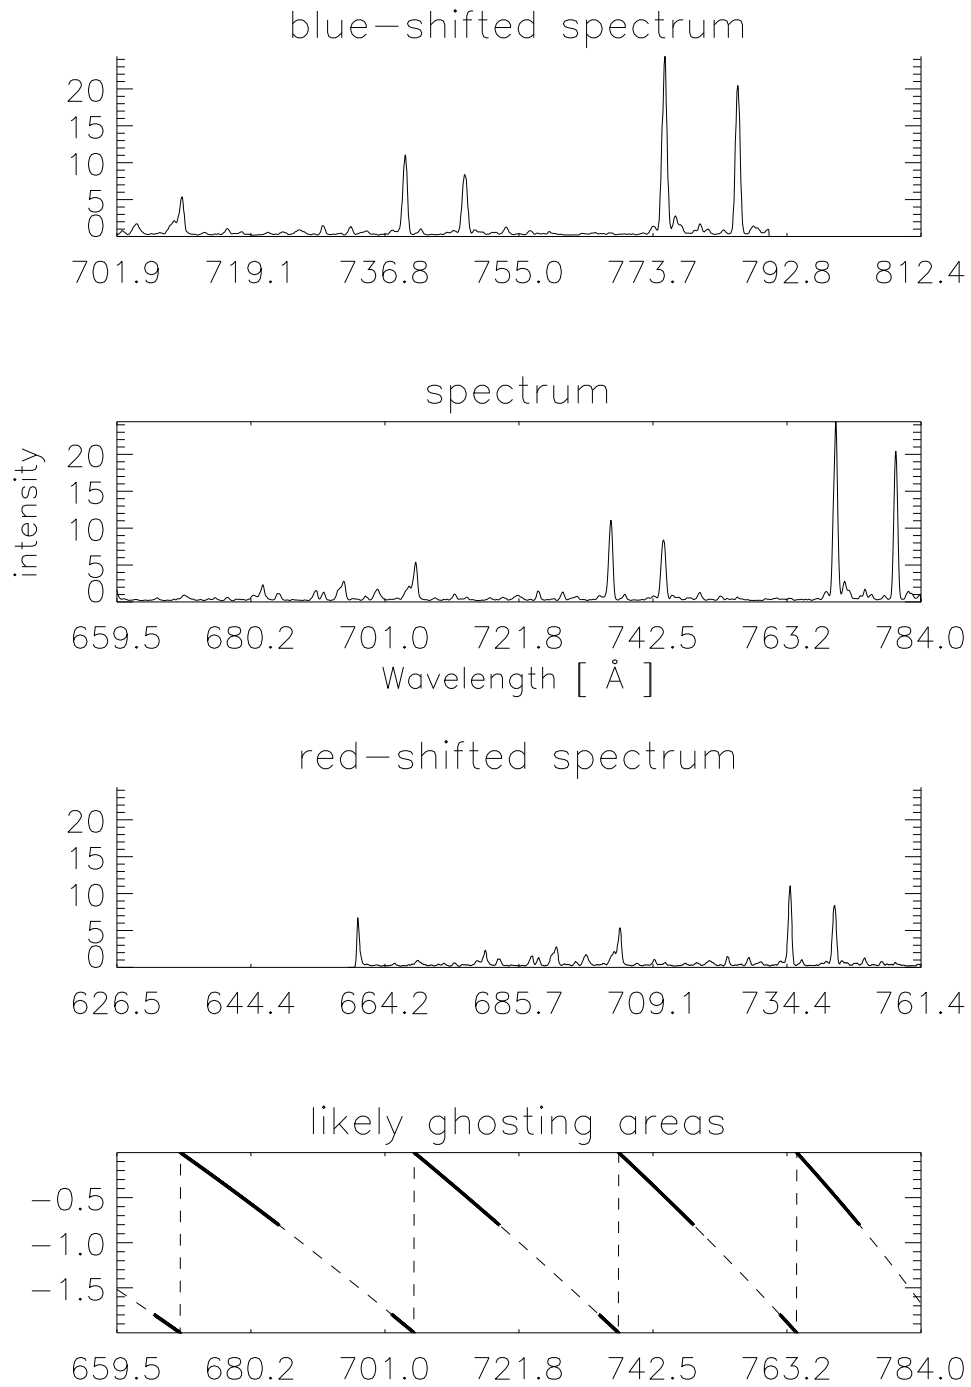 blue-shifted spectrum
20
15
10
5
0
701.9 719.1 736.8 755.0 773.7 792.8 812.4
spectrum
intensity
20
15
10
5
0
659.5 680.2 701.0 721.8 742.5 763.2 784.0
Wavelength [ Å ]
red-shifted spectrum
20
15
10
5
0
626.5 644.4 664.2 685.7 709.1 734.4 761.4
likely ghosting areas
-0.5
-1.0
-1.5
659.5 680.2 701.0 721.8 742.5 763.2 784.0